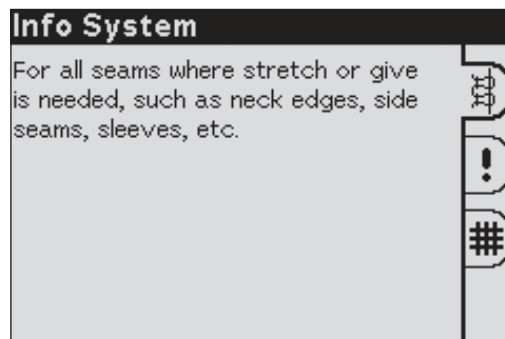 Info System
For all seams where stretch or give
is needed, such as neck edges, side
seams, sleeves, etc.
!